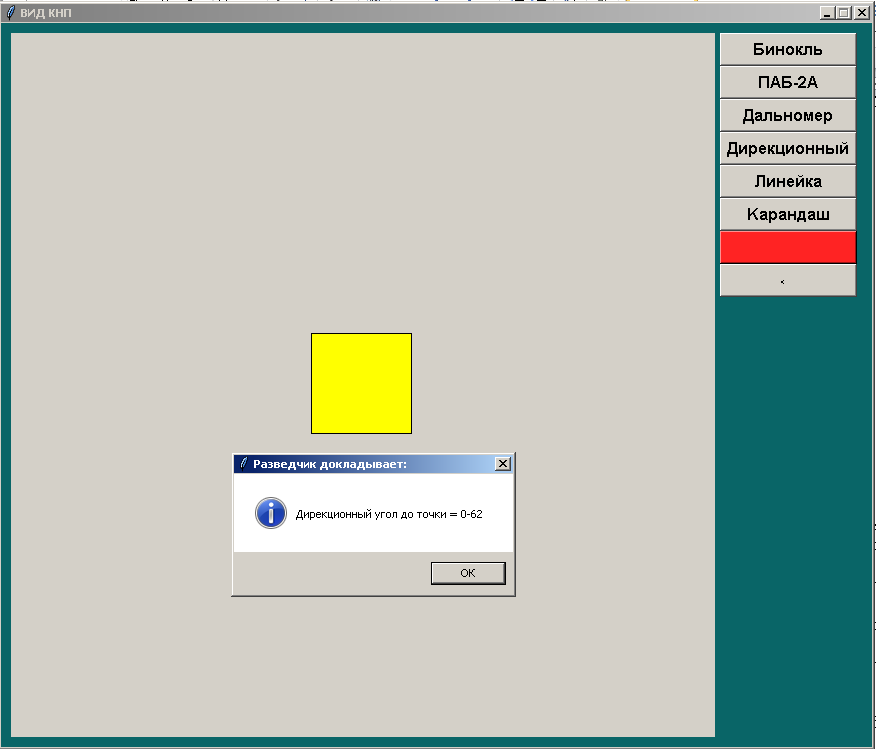 ВИД КНП
Бинокль
ПАБ-2А
Дальномер
Дирекционный
Линейка
Карандаш
<
Разведчик докладывает:
Дирекционный угол до точки = 0-62
OK